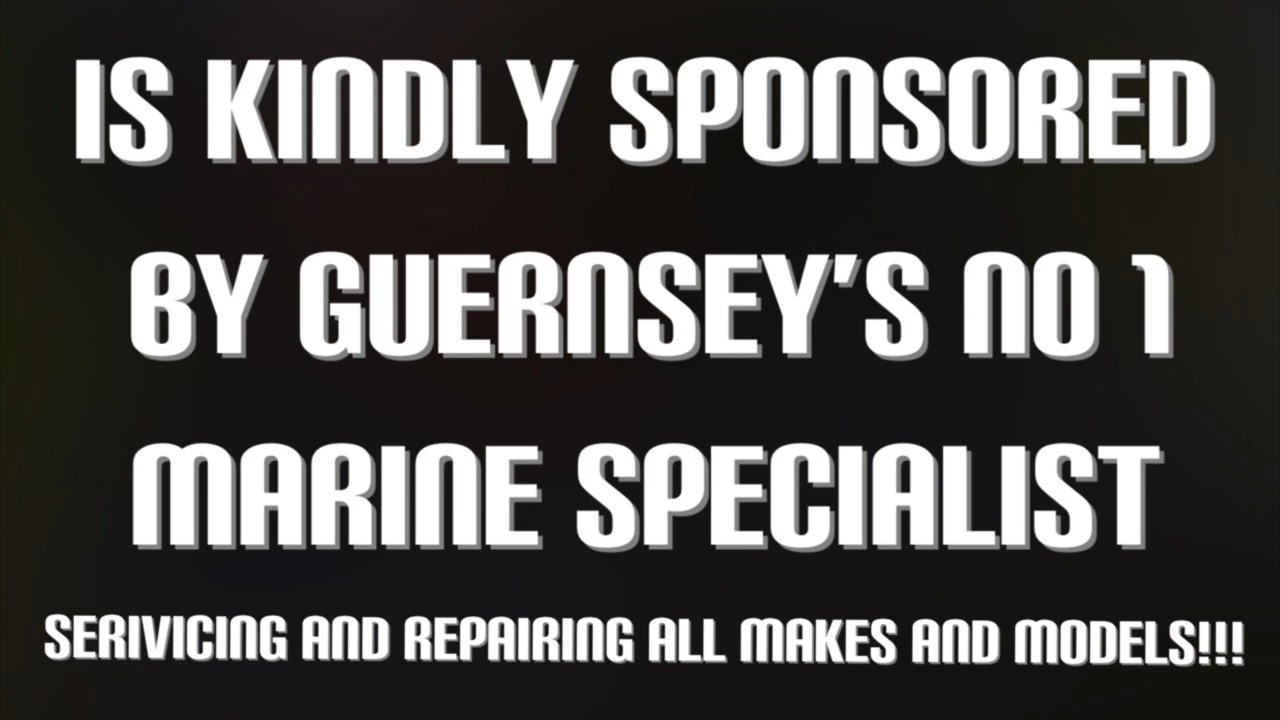 IS KINDLY SPONSORED
BY GUERNSEY'S NO 1
MARINE SPECIALIST
SERIVICING AND REPAIRING ALL MAKES AND MODELS!!!